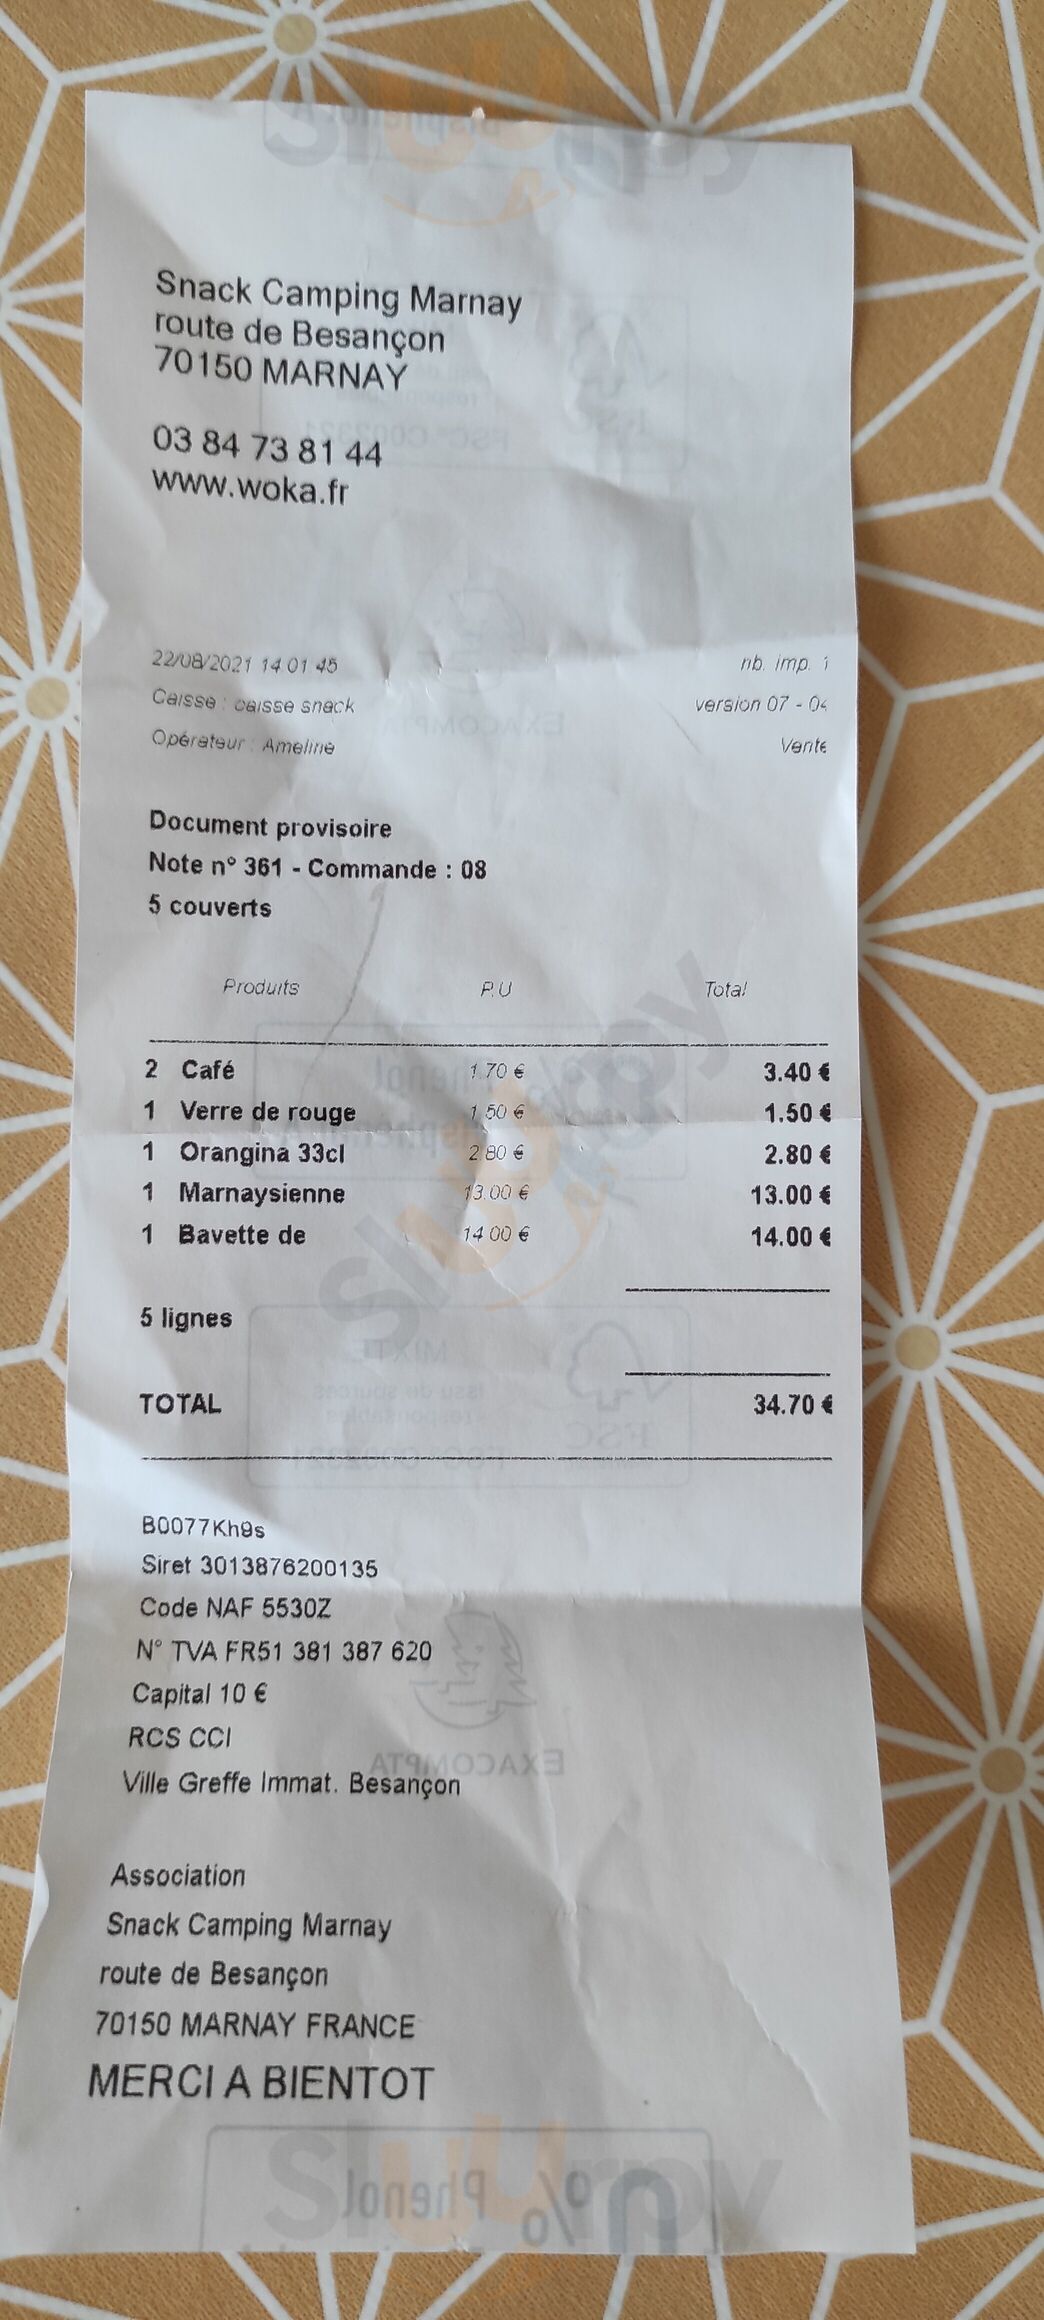 Snack Camping Marnay
route de Besançon
70150 MARNAY
03 84 73 81 44
www.woka.fr
22/08/2021 14 01 45 nb. imp. 1
Caisse : caisse snack version 07 - 04
Opérateur : Ameline Vente
Document provisoire
Note n° 361 - Commande : 08
5 couverts
Produits P.U Total
2 Café 1.70 € 3.40 €
1 Verre de rouge 1.50 € 1.50 €
1 Orangina 33cl 2.80 € 2.80 €
1 Marnaysienne 13.00 € 13.00 €
1 Bavette de 14.00 € 14.00 €
5 lignes
TOTAL 34.70 €
B0077Kh9s
Siret 3013876200135
Code NAF 5530Z
N° TVA FR51 381 387 620
Capital 10 €
RCS CCI
Ville Greffe Immat. Besançon
Association
Snack Camping Marnay
route de Besançon
70150 MARNAY FRANCE
MERCI A BIENTOT
Sluurpy